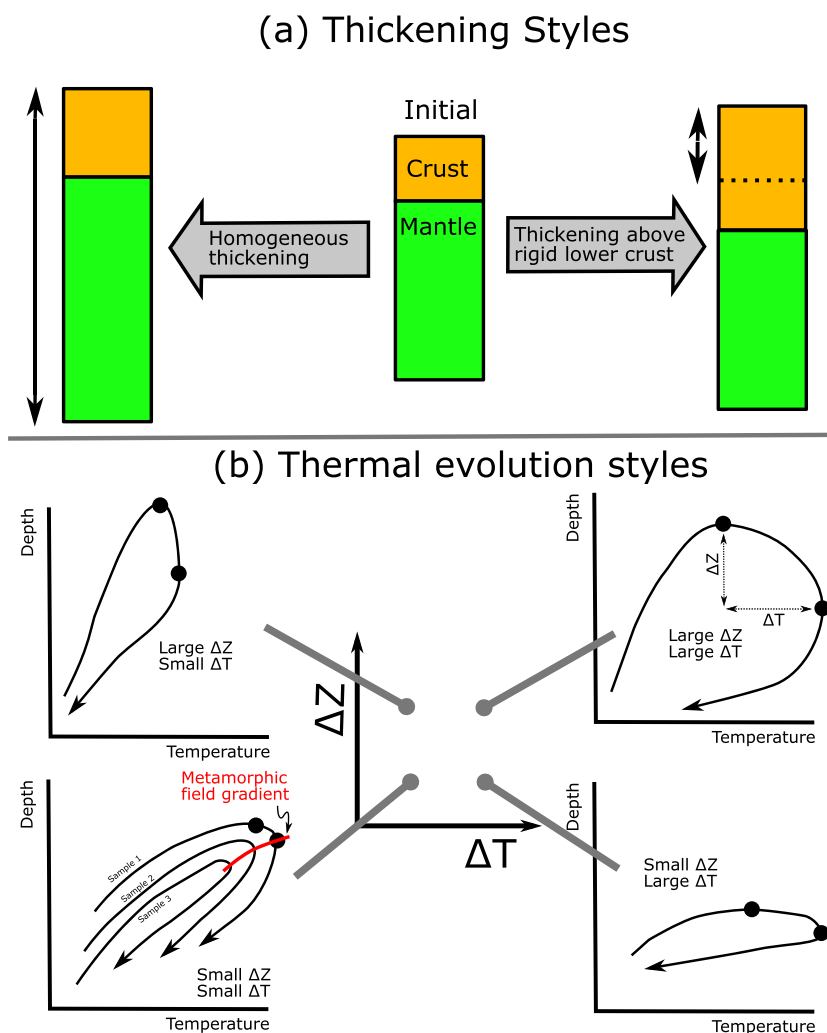 (a) Thickening Styles
Initial
Crust
Mantle
Homogeneous
thickening
Thickening above
rigid lower crust
(b) Thermal evolution styles
Depth
Large ΔZ
Small ΔT
Temperature
Depth
ΔZ
ΔT
Large ΔZ
Large ΔT
Temperature
ΔZ
ΔT
Depth
Metamorphic
field gradient
Sample 1
Sample 2
Sample 3
Small ΔZ
Small ΔT
Temperature
Depth
Small ΔZ
Large ΔT
Temperature